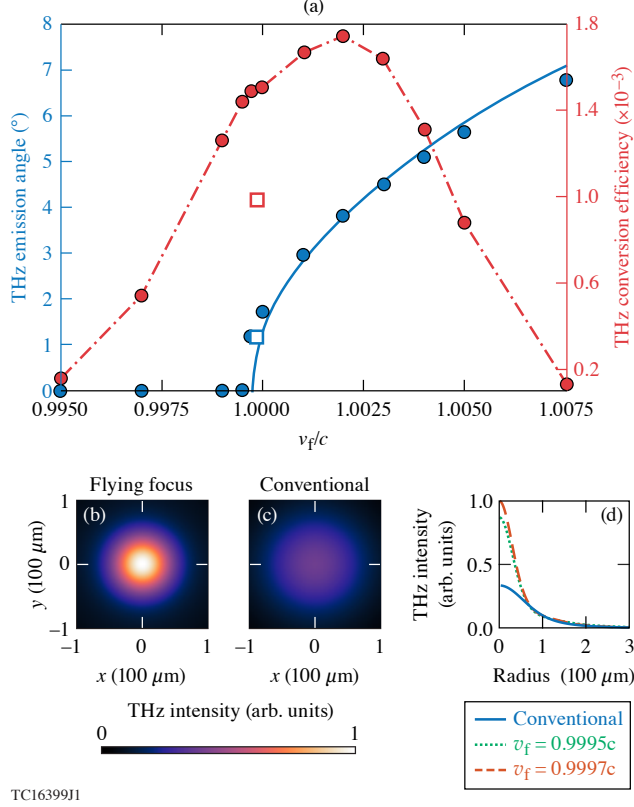 (a)
THz emission angle (°)
8
7
6
5
4
3
2
1
0
THz conversion efficiency (×10−3)
1.8
1.4
1.0
0.6
0.2
0.9950 0.9975 1.0000 1.0025 1.0050 1.0075
vf/c
Flying focus
(b)
y (100 μm)
1
0
−1
−1 0 1
x (100 μm)
Conventional
(c)
−1 0 1
x (100 μm)
(d)
THz intensity
(arb. units)
1.0
0.5
0.0
0 1 2 3
Radius (100 μm)
THz intensity (arb. units)
0 1
Conventional
vf = 0.9995c
vf = 0.9997c
TC16399J1